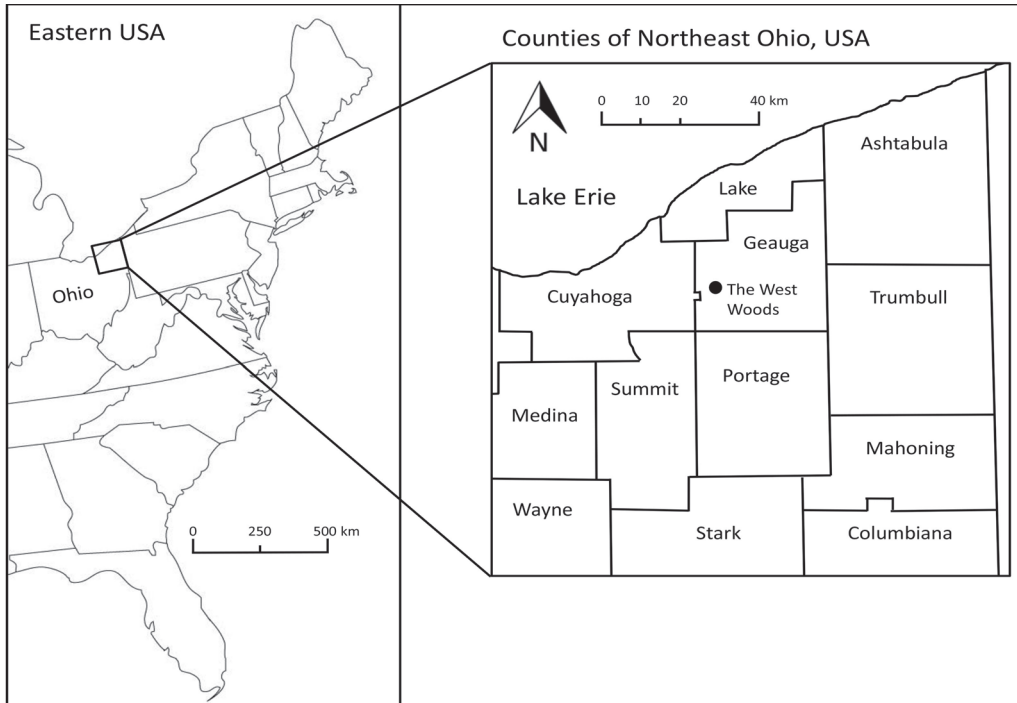 Eastern USA
Ohio
0 250 500 km
Counties of Northeast Ohio, USA
0 10 20 40 km
N
Lake Erie
Ashtabula
Lake
Geauga
The West
Woods
Cuyahoga
Trumbull
Summit
Portage
Medina
Mahoning
Wayne
Stark
Columbiana